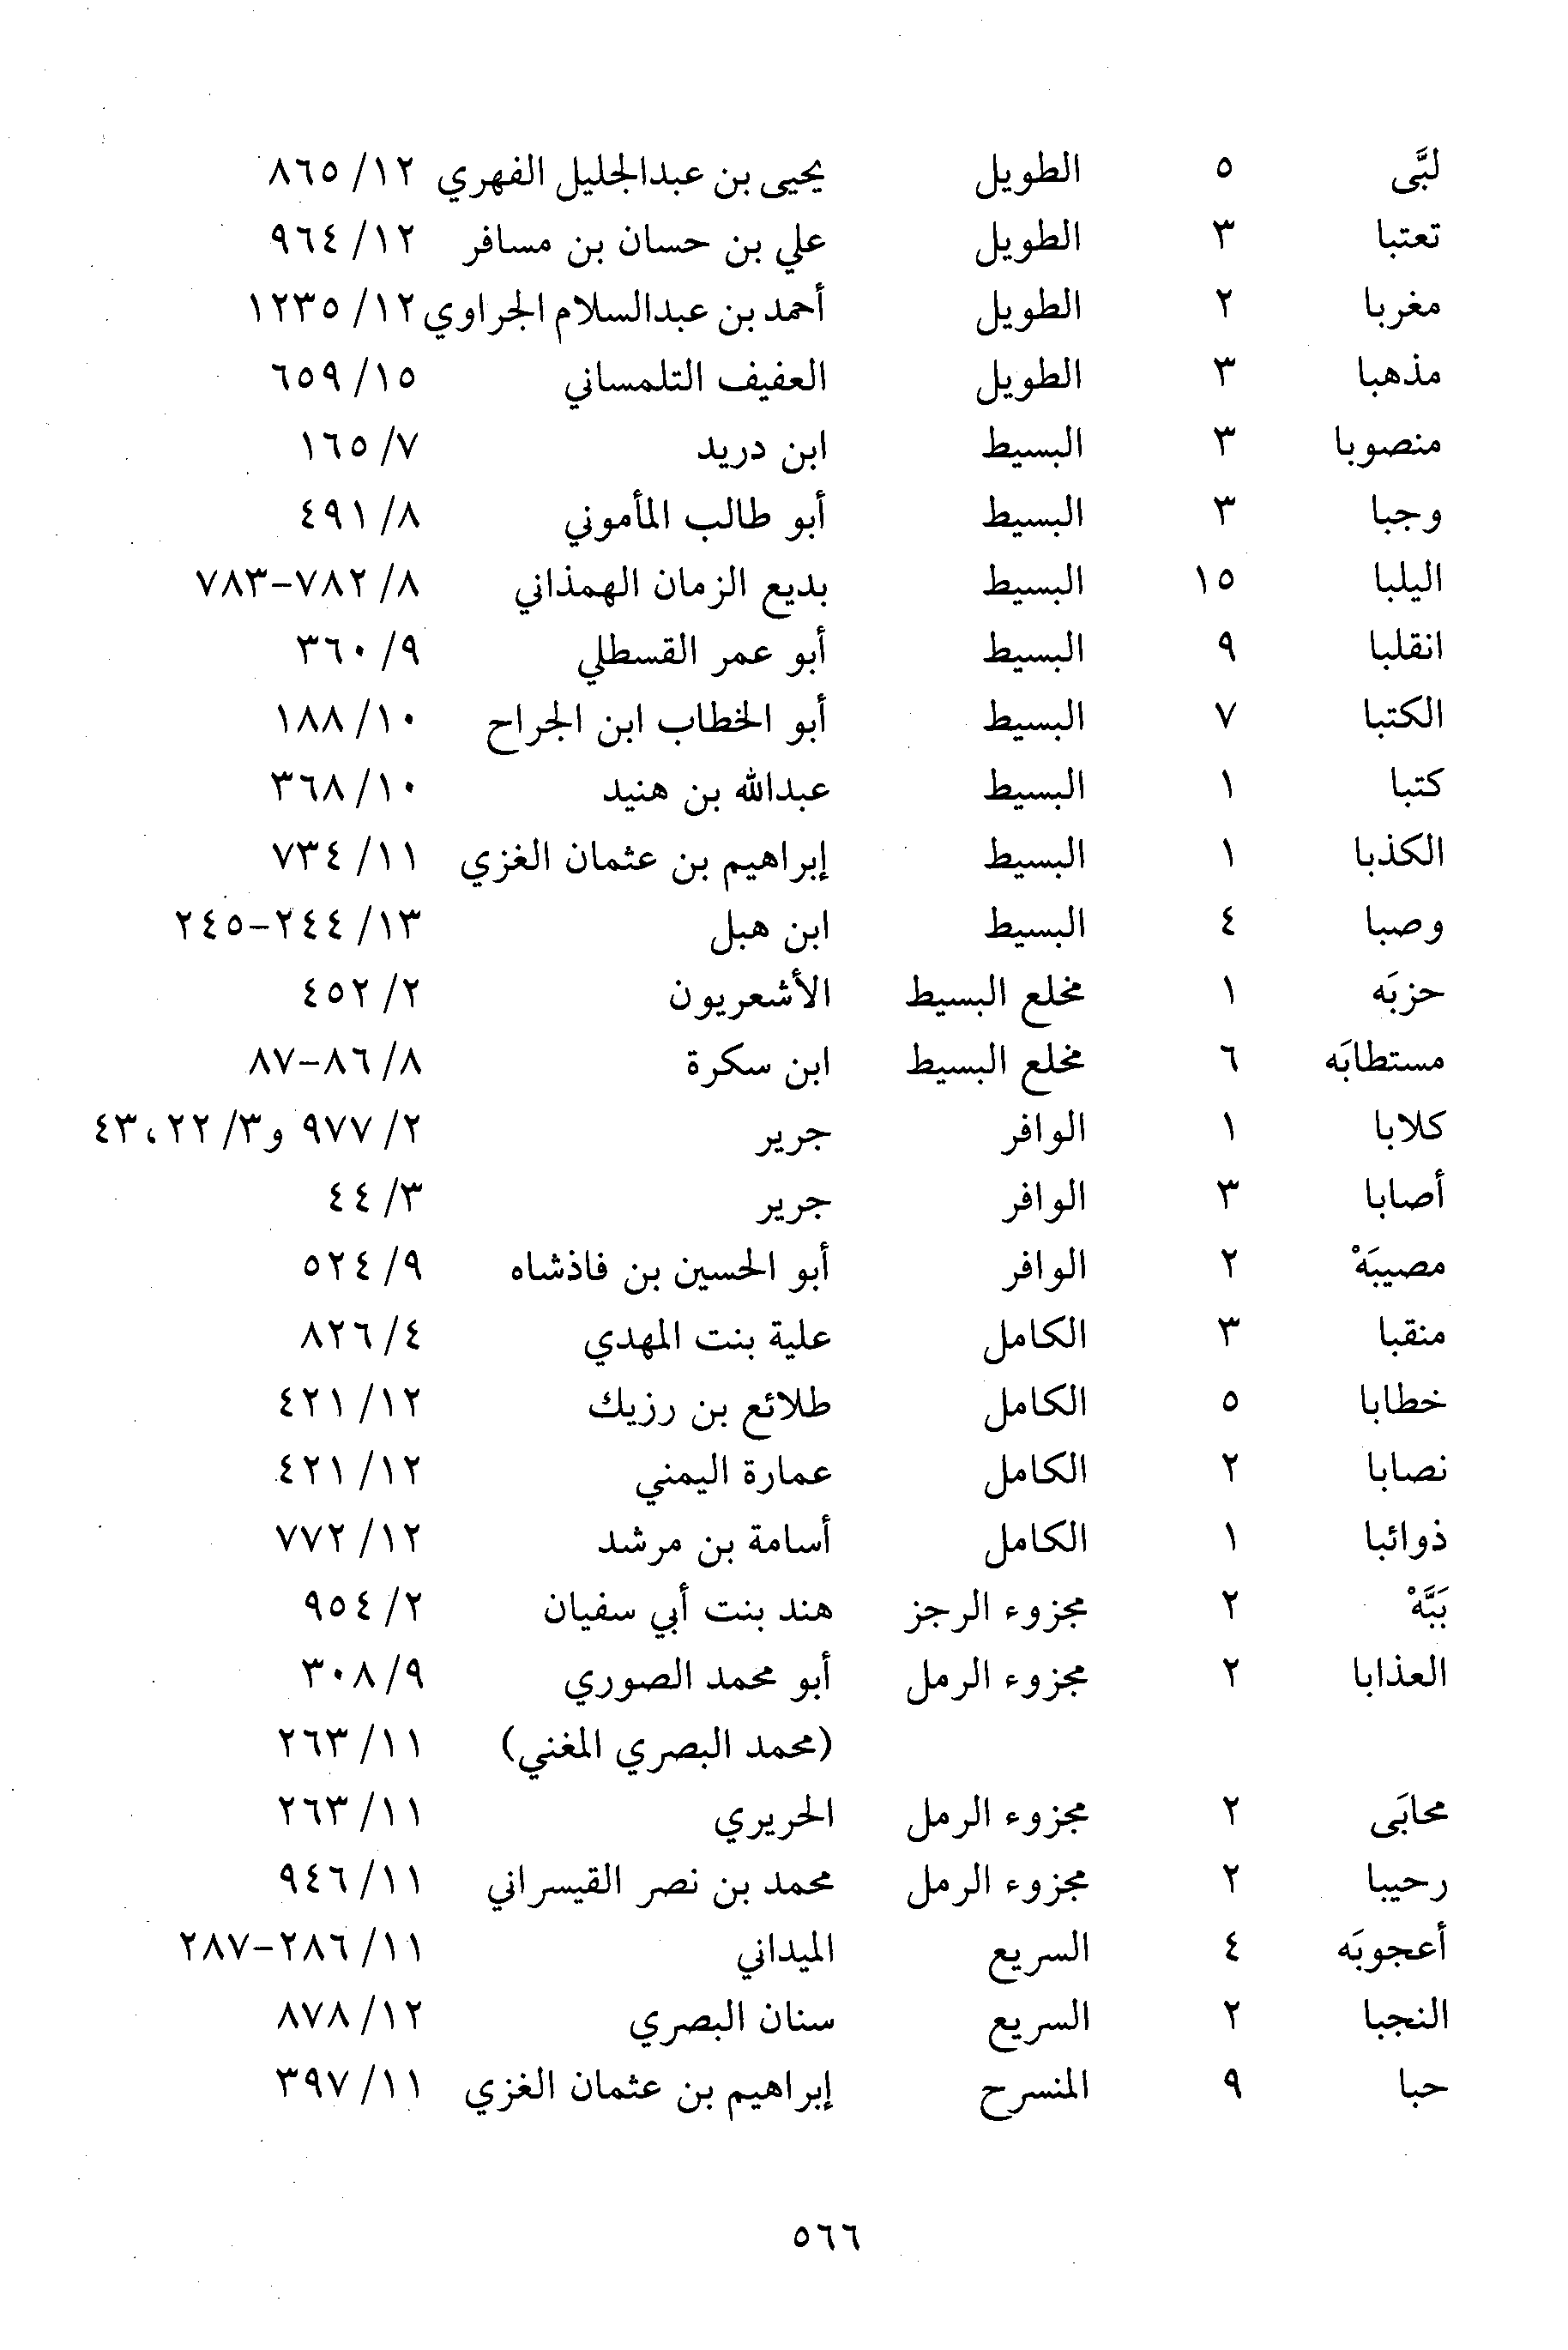 لبَّى ٥ الطويل يحيى بن عبدالجليل الفهري ١٢/ ٨٦٥
تعتبا ٣ الطويل علي بن حسان بن مسافر ١٢/ ٩٦٤
مغربا ٢ الطويل أحمد بن عبدالسلام الجراوي ١٢/ ١٢٣٥
مذهبا ٣ الطويل العفيف التلمساني ١٥/ ٦٥٩
منصوبا ٣ البسيط ابن دريد ٧/ ١٦٥
وجبا ٣ البسيط أبو طالب المأموني ٨/ ٤٩١
اليلبا ١٥ البسيط بديع الزمان الهمذاني ٨/ ٧٨٢-٧٨٣
انقلبا ٩ البسيط أبو عمر القسطلي ٩/ ٣٦٠
الكتبا ٧ البسيط أبو الخطاب ابن الجراح ١٠/ ١٨٨
كتبا ١ البسيط عبدالله بن هنيد ١٠/ ٣٦٨
الكذبا ١ البسيط إبراهيم بن عثمان الغزي ١١/ ٧٣٤
وصبا ٤ البسيط ابن هبل ١٣/ ٢٤٤-٢٤٥
حزبَه ١ مخلع البسيط الأشعريون ٢/ ٤٥٢
مستطابَه ٦ مخلع البسيط ابن سكرة ٨/ ٨٦-٨٧
كلابا ١ الوافر جرير ٢/ ٩٧٧ و٣/ ٢٢، ٤٣
أصابا ٣ الوافر جرير ٣/ ٤٤
مصيبَهْ ٢ الوافر أبو الحسين بن فاذشاه ٩/ ٥٢٤
منقبا ٣ الكامل علية بنت المهدي ٤/ ٨٢٦
خطابا ٥ الكامل طلائع بن رزيك ١٢/ ٤٢١
نصابا ٢ الكامل عمارة اليمني ١٢/ ٤٢١
ذوائبا ١ الكامل أسامة بن مرشد ١٢/ ٧٧٢
بَبَّهْ ٢ مجزوء الرجز هند بنت أبي سفيان ٢/ ٩٥٤
العذابا ٢ مجزوء الرمل أبو محمد الصوري ٩/ ٣٠٨
(محمد البصري المغني) ١١/ ٢٦٣
محابَى ٢ مجزوء الرمل الحريري ١١/ ٢٦٣
رحيبا ٢ مجزوء الرمل محمد بن نصر القيسراني ١١/ ٩٤٦
أعجوبَه ٤ السريع الميداني ١١/ ٢٨٦-٢٨٧
النجبا ٢ السريع سنان البصري ١٢/ ٨٧٨
حبا ٩ المنسرح إبراهيم بن عثمان الغزي ١١/ ٣٩٧
٥٦٦